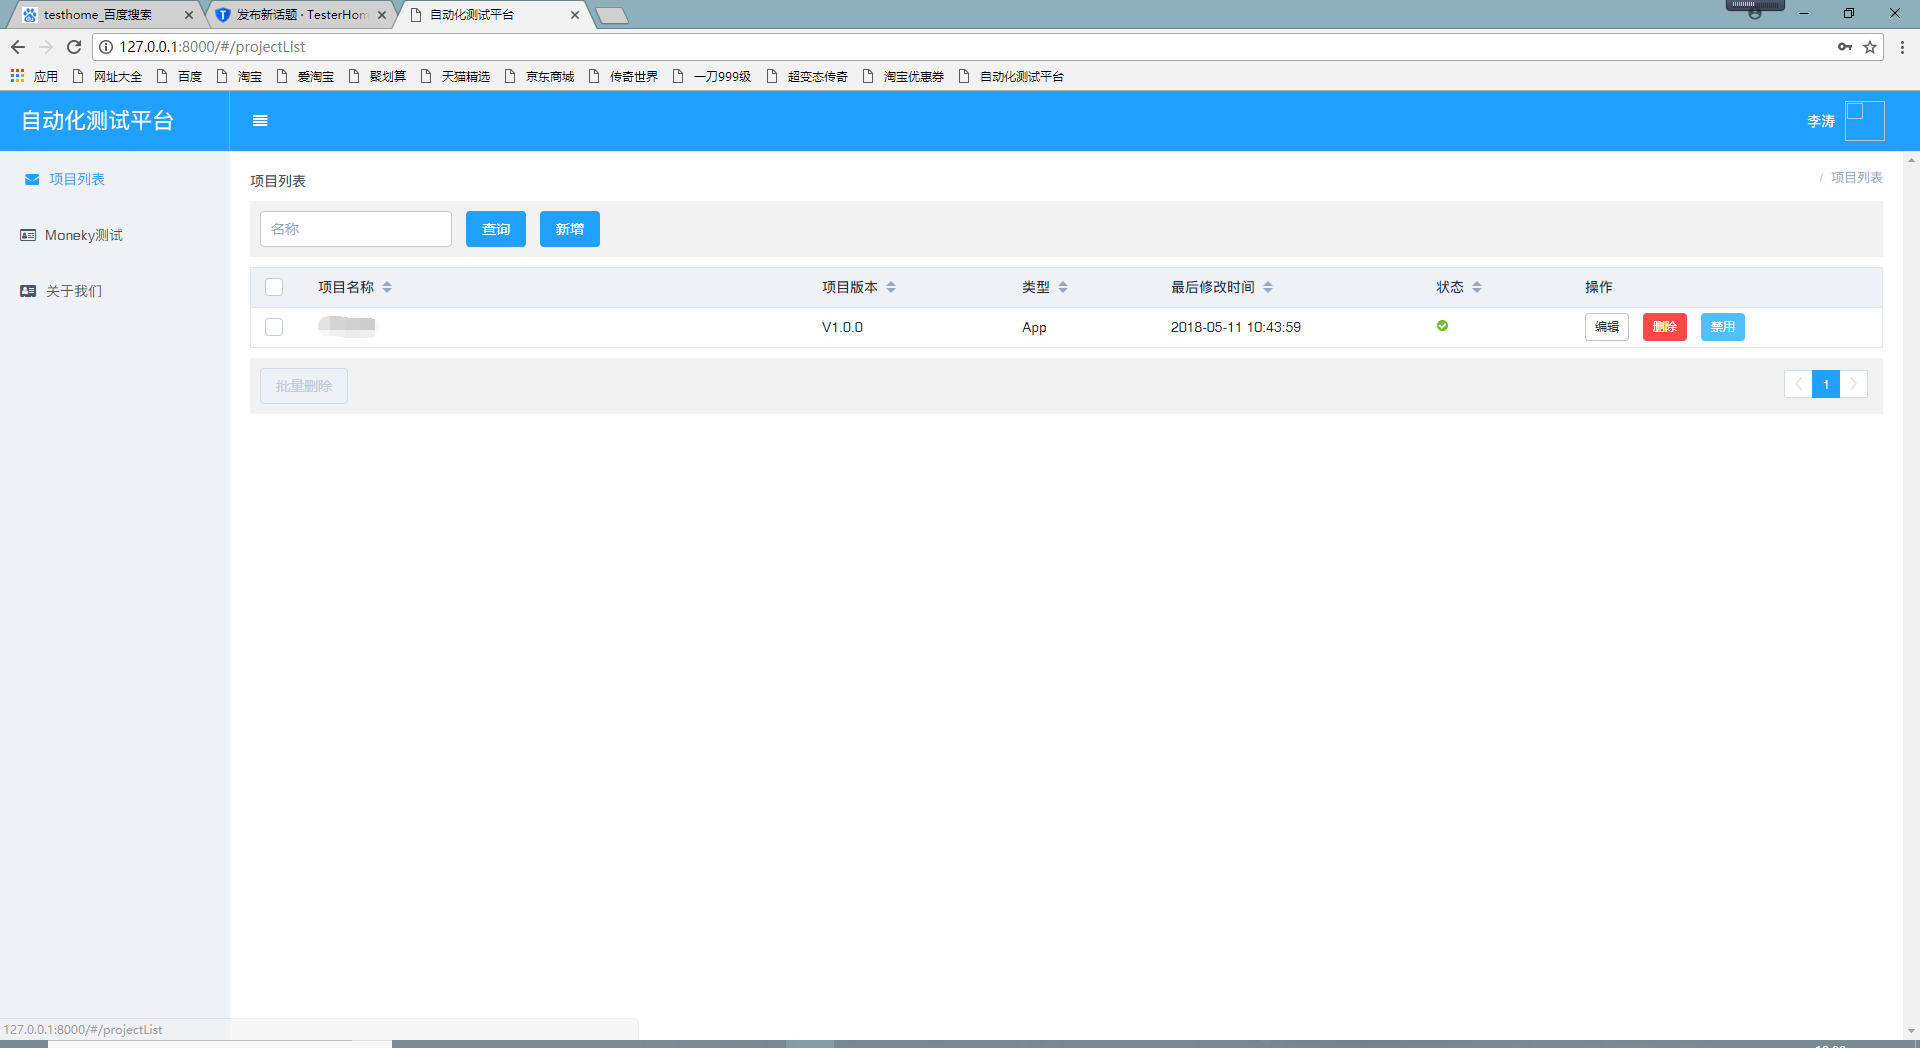 testhome_百度搜索
发布新话题 · TesterHom
自动化测试平台
127.0.0.1:8000/#/projectList
应用 网址大全 百度 淘宝 爱淘宝 聚划算 天猫精选 京东商城 传奇世界 一刀999级 超变态传奇 淘宝优惠券 自动化测试平台
自动化测试平台
李涛
项目列表
Moneky测试
关于我们
项目列表
/ 项目列表
名称 查询 新增
项目名称 项目版本 类型 最后修改时间 状态 操作
V1.0.0 App 2018-05-11 10:43:59 编辑 删除 禁用
批量删除
1
127.0.0.1:8000/#/projectList